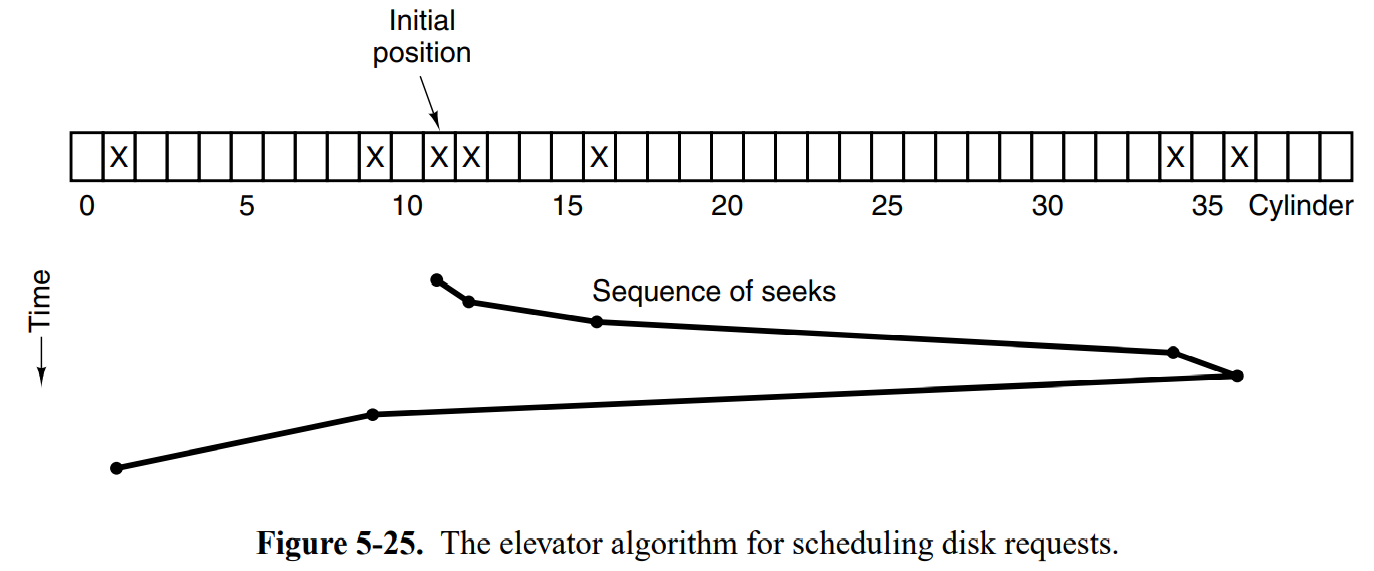 Initial
position
X X X X X X X
0 5 10 15 20 25 30 35 Cylinder
Time
Sequence of seeks
Figure 5-25. The elevator algorithm for scheduling disk requests.